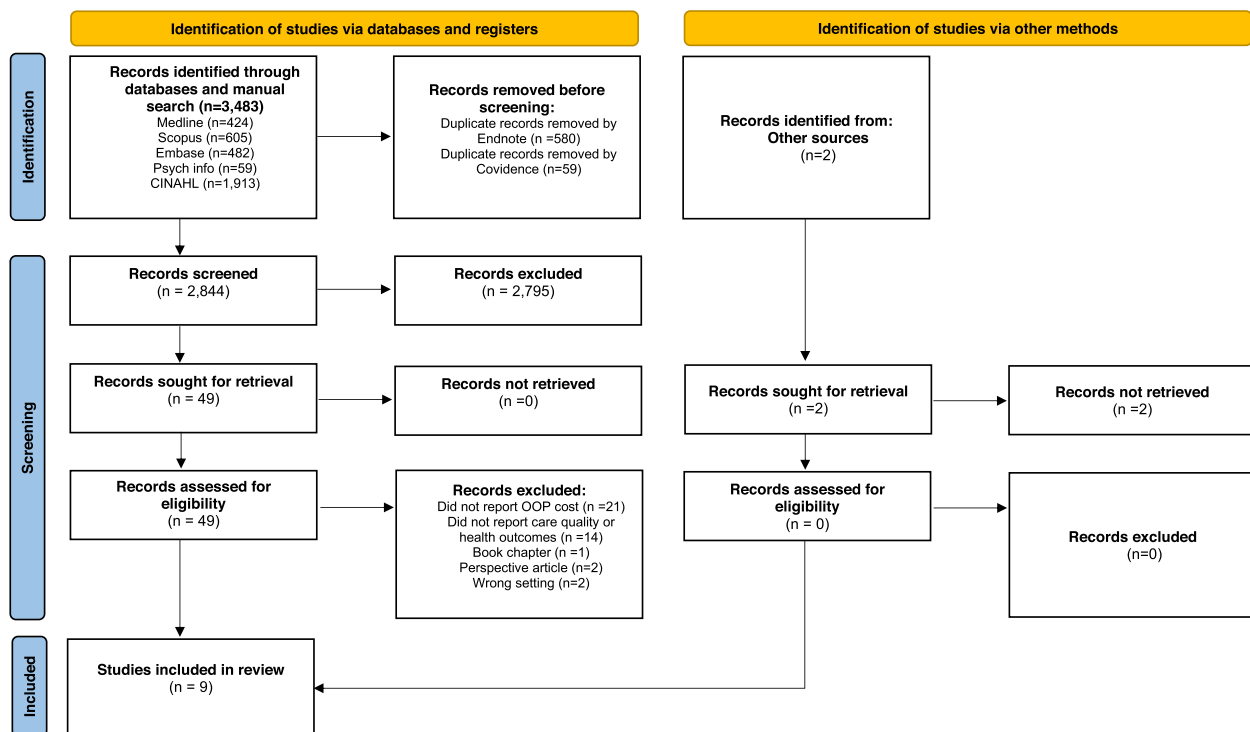 Identification of studies via databases and registers
Identification of studies via other methods
Identification
Records identified through
databases and manual
search (n=3,483)
Medline (n=424)
Scopus (n=605)
Embase (n=482)
Psych info (n=59)
CINAHL (n=1,913)
Records removed before
screening:
Duplicate records removed by
Endnote (n =580)
Duplicate records removed by
Covidence (n=59)
Records identified from:
Other sources
(n=2)
Screening
Records screened
(n = 2,844)
Records excluded
(n = 2,795)
Records sought for retrieval
(n = 49)
Records not retrieved
(n =0)
Records sought for retrieval
(n =2)
Records not retrieved
(n =2)
Records assessed for
eligibility
(n = 49)
Records excluded:
Did not report OOP cost (n =21)
Did not report care quality or
health outcomes (n =14)
Book chapter (n =1)
Perspective article (n=2)
Wrong setting (n=2)
Records assessed for
eligibility
(n = 0)
Records excluded
(n=0)
Included
Studies included in review
(n = 9)